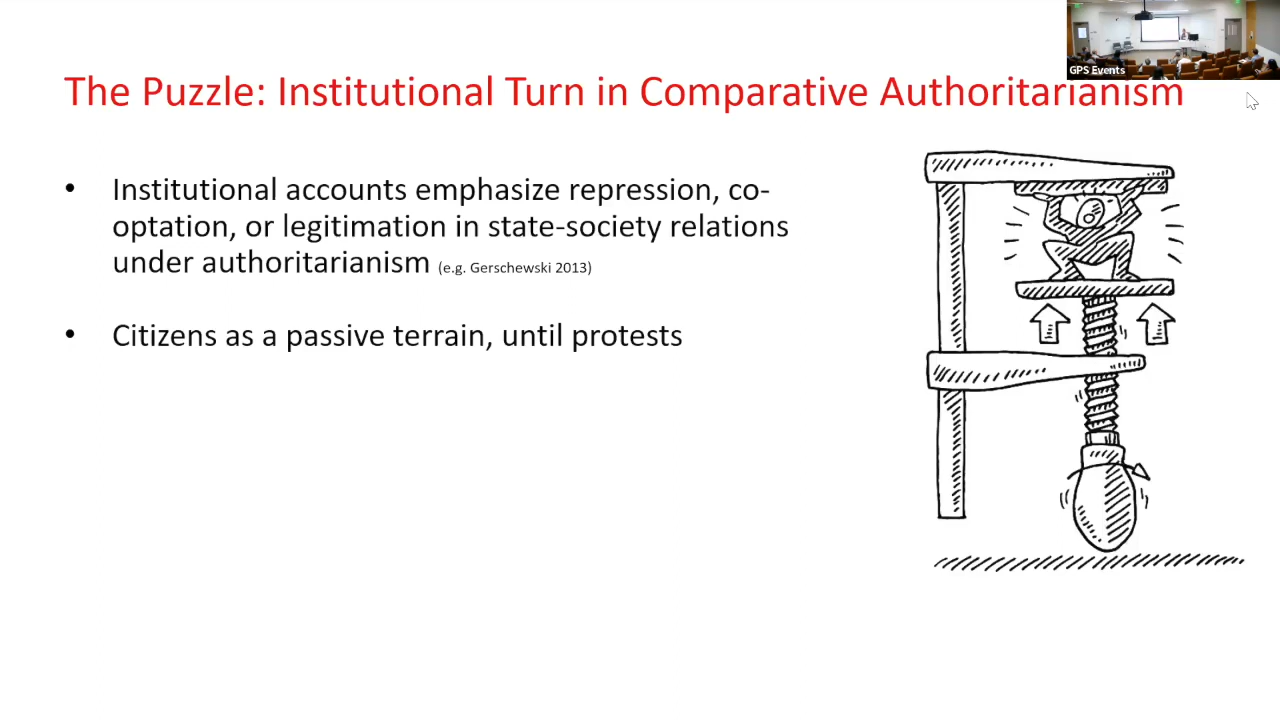 GPS Events
The Puzzle: Institutional Turn in Comparative Authoritarianism
• Institutional accounts emphasize repression, co-
optation, or legitimation in state-society relations
under authoritarianism (e.g. Gerschewski 2013)
• Citizens as a passive terrain, until protests